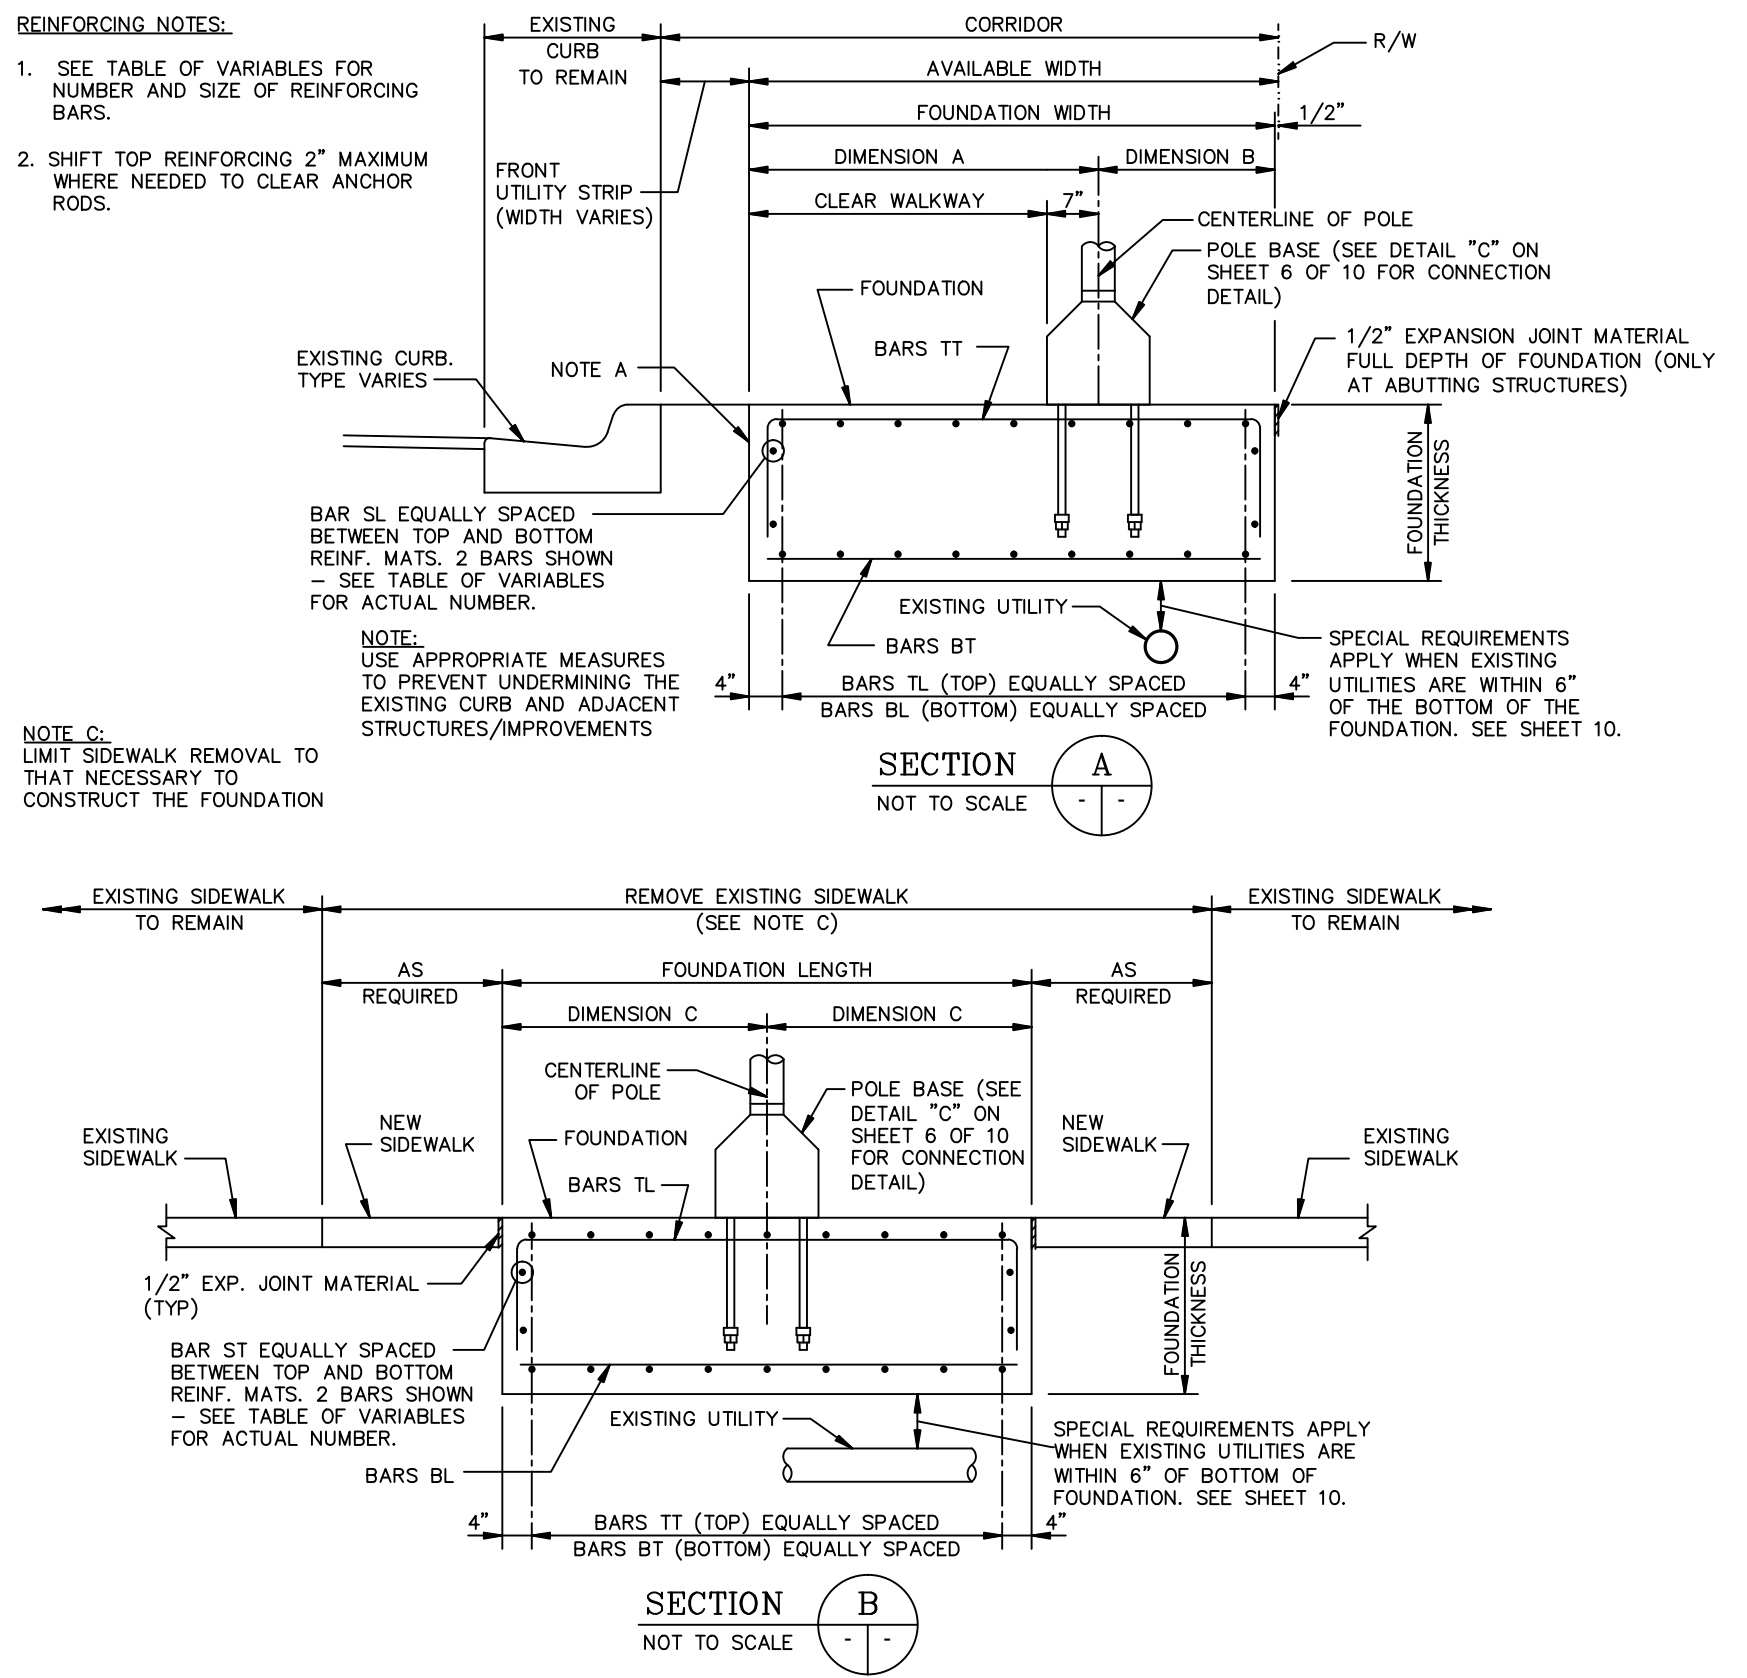 REINFORCING NOTES:
1. SEE TABLE OF VARIABLES FOR
NUMBER AND SIZE OF REINFORCING
BARS.
2. SHIFT TOP REINFORCING 2" MAXIMUM
WHERE NEEDED TO CLEAR ANCHOR
RODS.
EXISTING
CURB
TO REMAIN
CORRIDOR
R/W
AVAILABLE WIDTH
FOUNDATION WIDTH
1/2"
DIMENSION A
DIMENSION B
FRONT
UTILITY STRIP
(WIDTH VARIES)
CLEAR WALKWAY
7"
CENTERLINE OF POLE
POLE BASE (SEE DETAIL "C" ON
SHEET 6 OF 10 FOR CONNECTION
DETAIL)
FOUNDATION
BARS TT
1/2" EXPANSION JOINT MATERIAL
FULL DEPTH OF FOUNDATION (ONLY
AT ABUTTING STRUCTURES)
EXISTING CURB.
TYPE VARIES
NOTE A
FOUNDATION
THICKNESS
BAR SL EQUALLY SPACED
BETWEEN TOP AND BOTTOM
REINF. MATS. 2 BARS SHOWN
– SEE TABLE OF VARIABLES
FOR ACTUAL NUMBER.
EXISTING UTILITY
BARS BT
SPECIAL REQUIREMENTS
APPLY WHEN EXISTING
UTILITIES ARE WITHIN 6"
OF THE BOTTOM OF THE
FOUNDATION. SEE SHEET 10.
NOTE:
USE APPROPRIATE MEASURES
TO PREVENT UNDERMINING THE
EXISTING CURB AND ADJACENT
STRUCTURES/IMPROVEMENTS
4"
BARS TL (TOP) EQUALLY SPACED
BARS BL (BOTTOM) EQUALLY SPACED
4"
NOTE C:
LIMIT SIDEWALK REMOVAL TO
THAT NECESSARY TO
CONSTRUCT THE FOUNDATION
SECTION
NOT TO SCALE
A
- -
EXISTING SIDEWALK
TO REMAIN
REMOVE EXISTING SIDEWALK
(SEE NOTE C)
EXISTING SIDEWALK
TO REMAIN
AS
REQUIRED
FOUNDATION LENGTH
AS
REQUIRED
DIMENSION C
DIMENSION C
CENTERLINE
OF POLE
POLE BASE (SEE
DETAIL "C" ON
SHEET 6 OF 10
FOR CONNECTION
DETAIL)
EXISTING
SIDEWALK
NEW
SIDEWALK
FOUNDATION
BARS TL
NEW
SIDEWALK
EXISTING
SIDEWALK
1/2" EXP. JOINT MATERIAL
(TYP)
FOUNDATION
THICKNESS
BAR ST EQUALLY SPACED
BETWEEN TOP AND BOTTOM
REINF. MATS. 2 BARS SHOWN
– SEE TABLE OF VARIABLES
FOR ACTUAL NUMBER.
EXISTING UTILITY
BARS BL
SPECIAL REQUIREMENTS APPLY
WHEN EXISTING UTILITIES ARE
WITHIN 6" OF BOTTOM OF
FOUNDATION. SEE SHEET 10.
4"
BARS TT (TOP) EQUALLY SPACED
BARS BT (BOTTOM) EQUALLY SPACED
4"
SECTION
NOT TO SCALE
B
- -